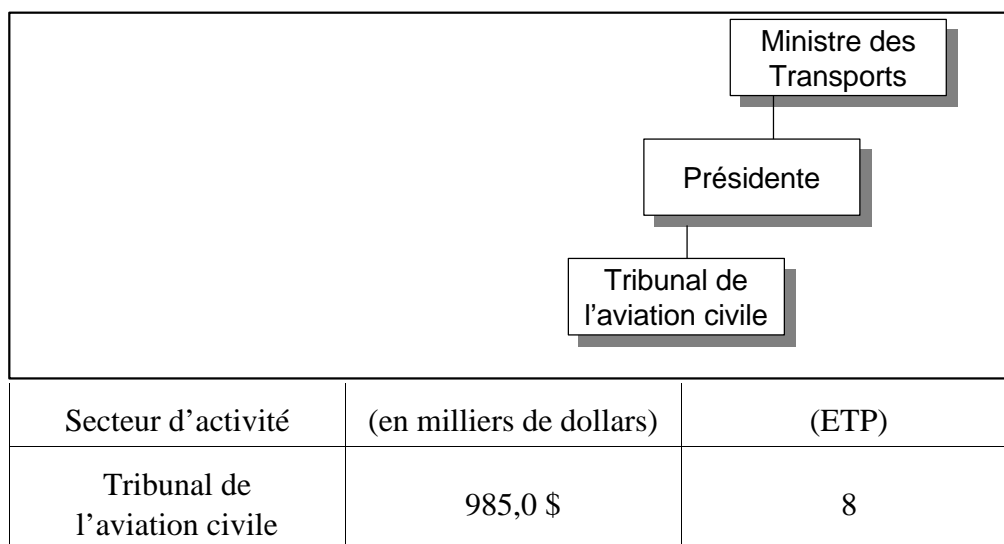 Ministre des
Transports
Présidente
Tribunal de
l'aviation civile
Secteur d'activité (en milliers de dollars) (ETP)
Tribunal de
l'aviation civile 985,0 $ 8